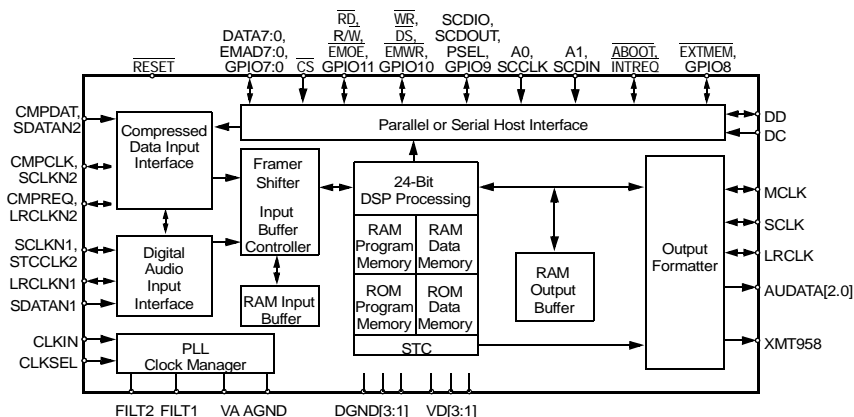 RESET
DATA7:0,
EMAD7:0,
GPIO7:0
CS
RD,
R/W,
EMOE,
GPIO11
WR,
DS,
EMWR,
GPIO10
SCDIO,
SCDOUT,
PSEL,
GPIO9
A0,
SCCLK
A1,
SCDIN
ABOOT,
INTREQ
EXTMEM,
GPIO8
CMPDAT,
SDATAN2
CMPCLK,
SCLKN2
CMPREQ,
LRCLKN2
SCLKN1,
STCCLK2
LRCLKN1
SDATAN1
CLKIN
CLKSEL
Compressed
Data Input
Interface
Digital
Audio
Input
Interface
Parallel or Serial Host Interface
Framer
Shifter
Input
Buffer
Controller
RAM Input
Buffer
24-Bit
DSP Processing
RAM
Program
Memory
RAM
Data
Memory
ROM
Program
Memory
ROM
Data
Memory
STC
RAM
Output
Buffer
Output
Formatter
PLL
Clock Manager
DD
DC
MCLK
SCLK
LRCLK
AUDATA[2.0]
XMT958
FILT2 FILT1 VA AGND DGND[3:1] VD[3:1]